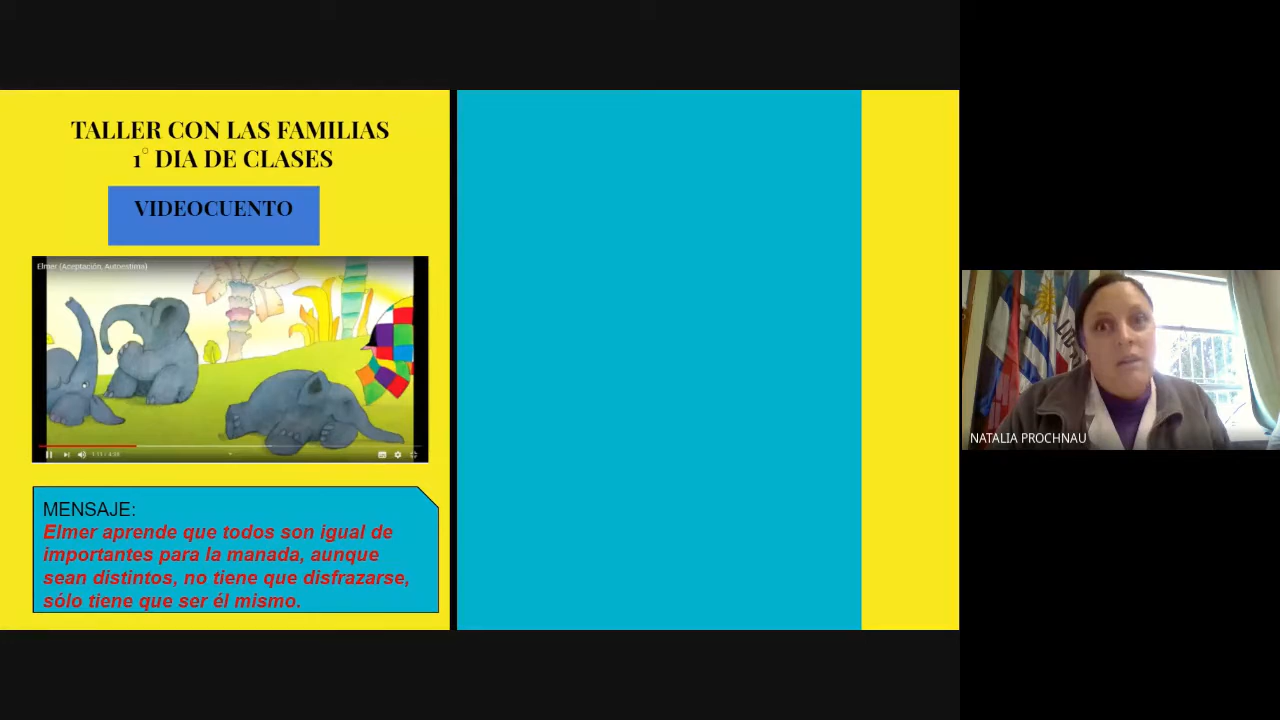 TALLER CON LAS FAMILIAS
1° DIA DE CLASES
VIDEOCUENTO
Elmer (Aceptación, Autoestima)
MENSAJE:
Elmer aprende que todos son igual de
importantes para la manada, aunque
sean distintos, no tiene que disfrazarse,
sólo tiene que ser él mismo.
NATALIA PROCHNAU